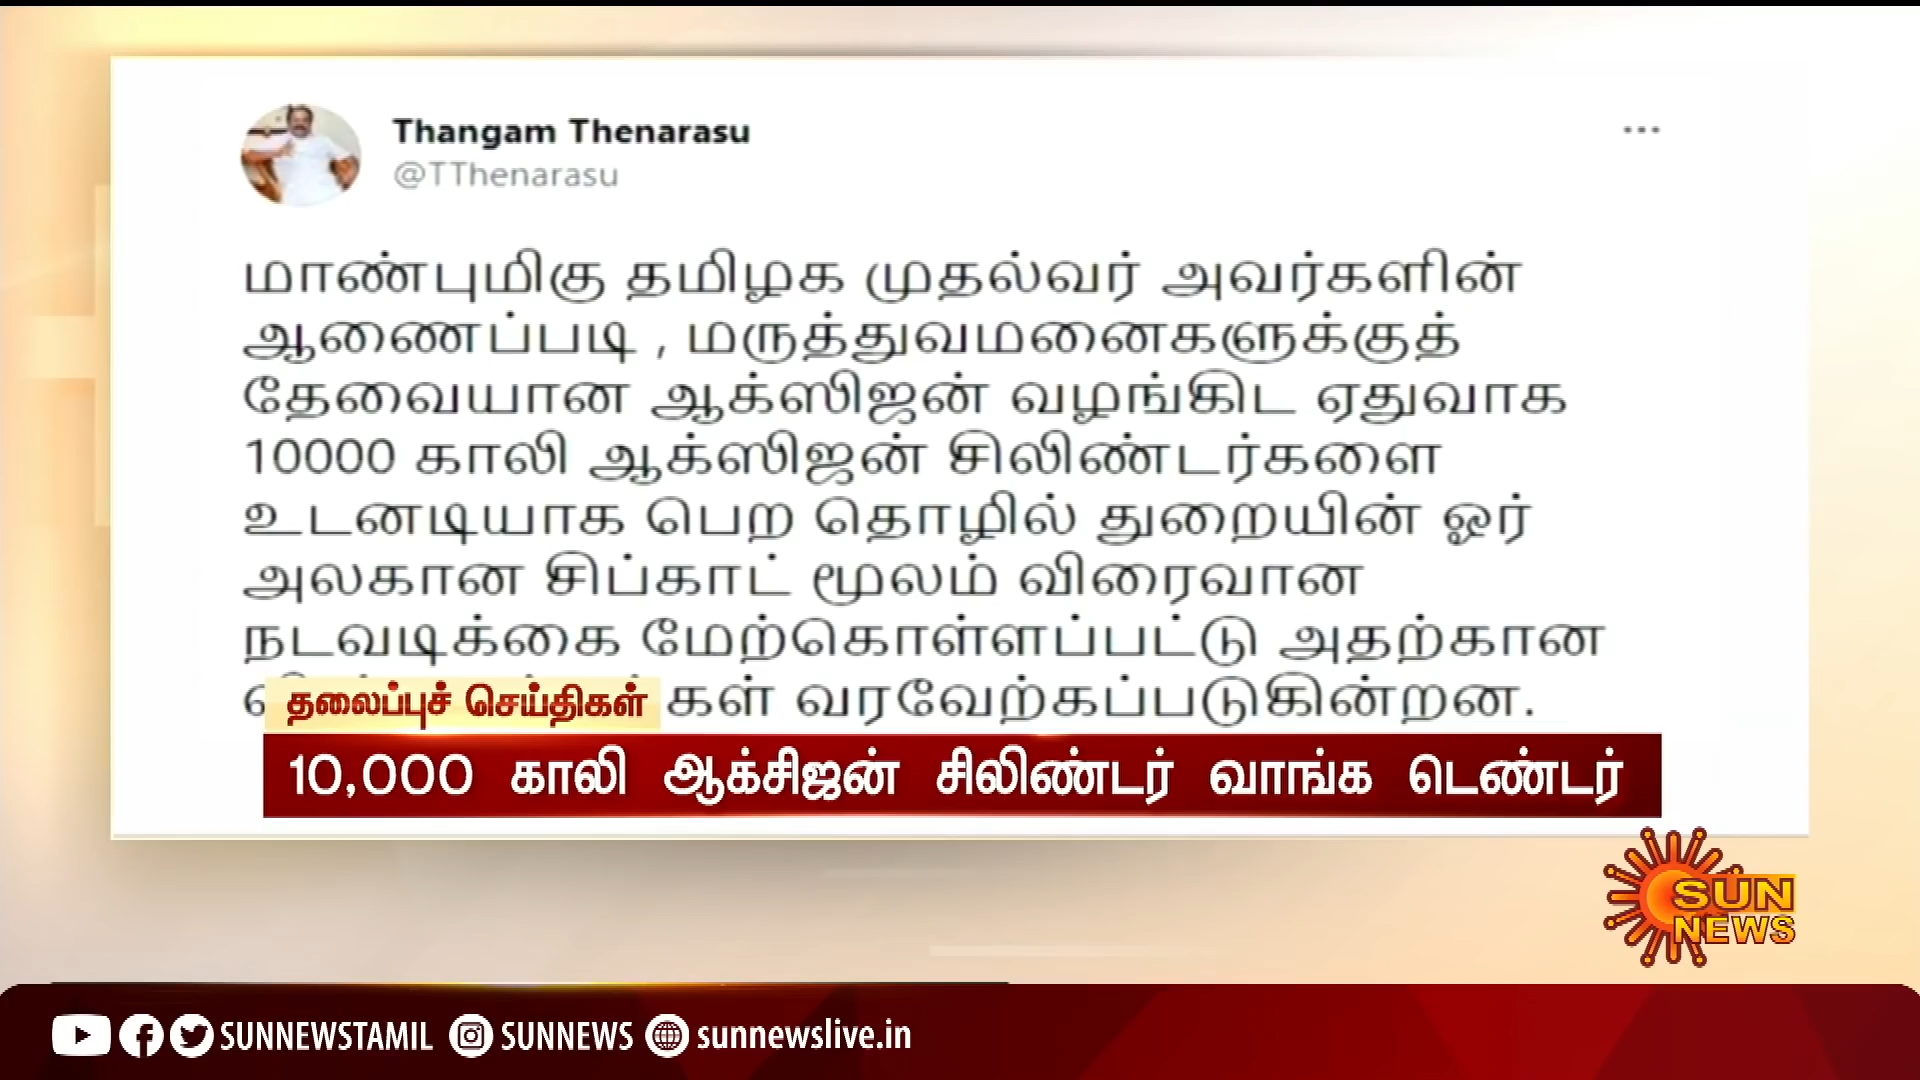 Thangam Thenarasu
@TThenarasu
மாண்புமிகு தமிழக முதல்வர் அவர்களின்
ஆணைப்படி , மருத்துவமனைகளுக்குத்
தேவையான ஆக்ஸிஜன் வழங்கிட ஏதுவாக
10000 காலி ஆக்ஸிஜன் சிலிண்டர்களை
உடனடியாக பெற தொழில் துறையின் ஓர்
அலகான சிப்காட் மூலம் விரைவான
நடவடிக்கை மேற்கொள்ளப்பட்டு அதற்கான
கள் வரவேற்கப்படுகின்றன.
தலைப்புச் செய்திகள்
10,000 காலி ஆக்சிஜன் சிலிண்டர் வாங்க டெண்டர்
SUN
NEWS
SUNNEWSTAMIL SUNNEWS sunnewslive.in